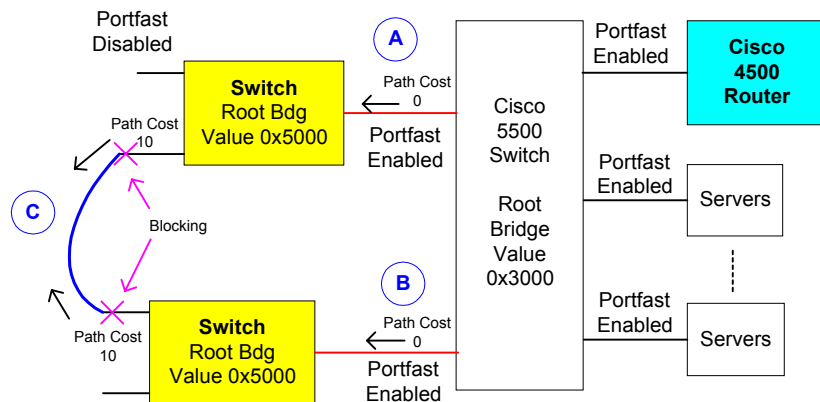 Portfast
Disabled
A
Portfast
Enabled
Cisco
4500
Router
Switch
Root Bdg
Value 0x5000
Path Cost
0
Portfast
Enabled
Cisco
5500
Switch
Root
Bridge
Value
0x3000
Path Cost
10
Portfast
Enabled
Servers
C
Blocking
B
Portfast
Enabled
Servers
Path Cost
10
Switch
Root Bdg
Value 0x5000
Path Cost
0
Portfast
Enabled